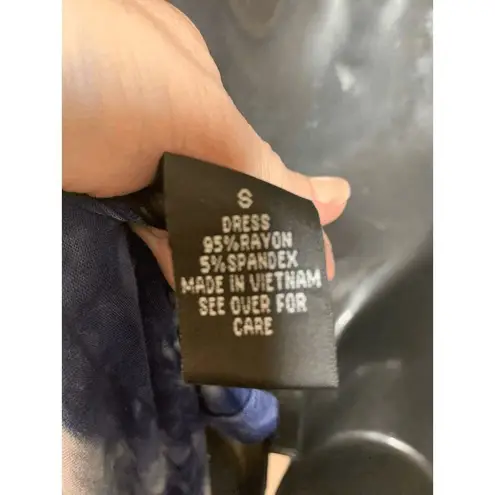 S
DRESS
95%RAYON
5%SPANDEX
MADE IN VIETNAM
SEE OVER FOR
CARE